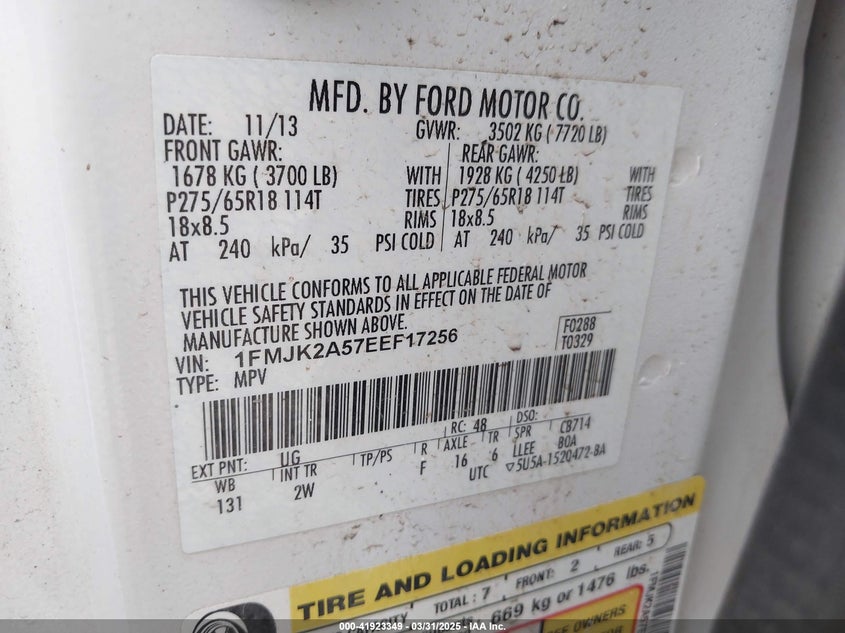 MFD. BY FORD MOTOR CO.
DATE: 11/13 GVWR: 3502 KG ( 7720 LB)
FRONT GAWR: REAR GAWR:
1678 KG ( 3700 LB) WITH 1928 KG ( 4250 LB) WITH
P275/65R18 114T TIRES P275/65R18 114T TIRES
18x8.5 RIMS 18x8.5 RIMS
AT 240 kPa/ 35 PSI COLD AT 240 kPa/ 35 PSI COLD
THIS VEHICLE CONFORMS TO ALL APPLICABLE FEDERAL MOTOR
VEHICLE SAFETY STANDARDS IN EFFECT ON THE DATE OF
MANUFACTURE SHOWN ABOVE.
VIN: 1FMJK2A57EEF17256 F0288
TYPE: MPV T0329
EXT PNT: UG RC: 48 DSO:
WB INT TR TP/PS R AXLE TR SPR CB714
131 2W F 16 6 LLEE BOA
UTC ▽5U5A-1520472-BA
TIRE AND LOADING INFORMATION
TOTAL : 7 FRONT: 2 REAR: 5
669 kg or 1476 lbs.
OWNERS
000-41923349 - 03/31/2025 - IAAI.COM